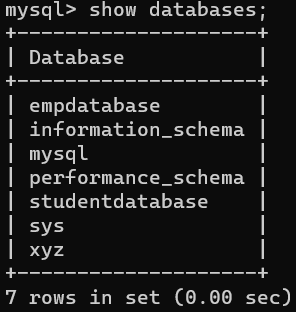 mysql> show databases;
+--------------------+
| Database           |
+--------------------+
| empdatabase        |
| information_schema |
| mysql              |
| performance_schema |
| studentdatabase    |
| sys                |
| xyz                |
+--------------------+
7 rows in set (0.00 sec)